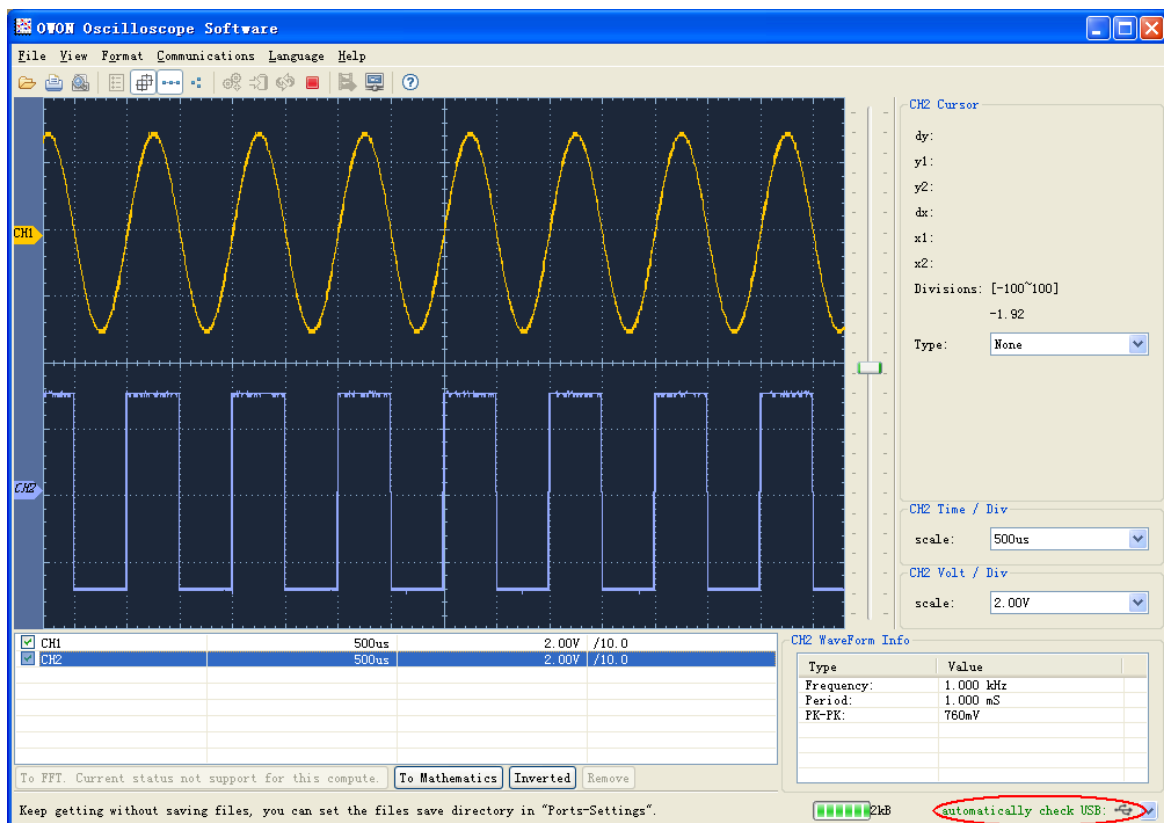 OWON Oscilloscope Software
File View Format Communications Language Help
CH1
CH2
CH2 Cursor
dy:
y1:
y2:
dx:
x1:
x2:
Divisions: [-100~100]
-1.92
Type: None
CH2 Time / Div
scale: 500us
CH2 Volt / Div
scale: 2.00V
CH1 500us 2.00V /10.0
CH2 500us 2.00V /10.0
To FFT. Current status not support for this compute. To Mathematics Inverted Remove
CH2 WaveForm Info
Type Value
Frequency: 1.000 kHz
Period: 1.000 mS
PK-PK: 760mV
Keep getting without saving files, you can set the files save directory in "Ports-Settings". 2kB automatically check USB: